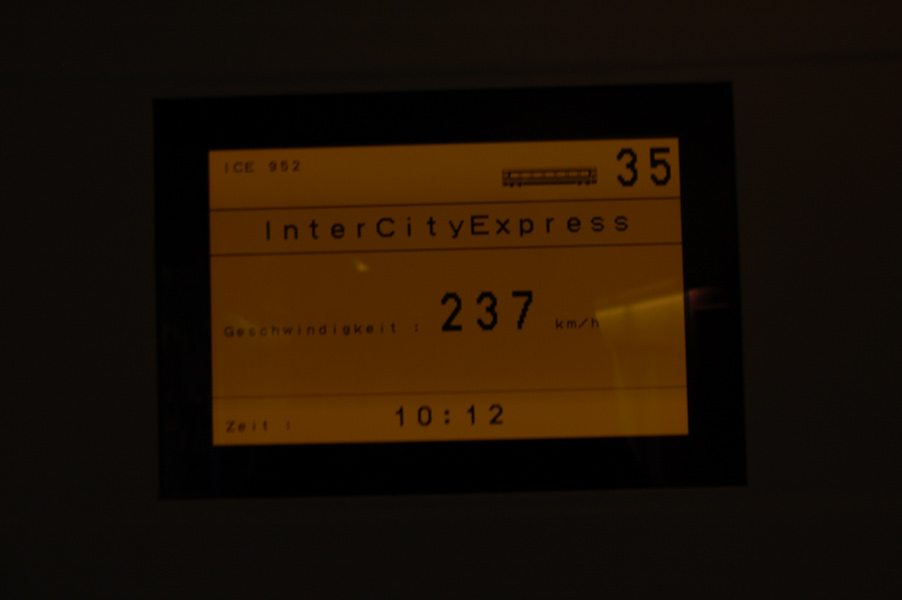 ICE 952
35
InterCityExpress
Geschwindigkeit : 237 km/h
Zeit : 10:12